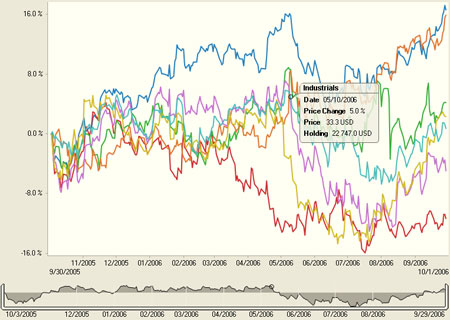 16.0 %
8.0 %
Industrials
Date 05/10/2006
Price Change 5.0 %
Price 33.3 USD
Holding 22 747.0 USD
0.0 %
-8.0 %
-16.0 %
11/2005 12/2005 01/2006 02/2006 03/2006 04/2006 05/2006 06/2006 07/2006 08/2006 09/2006
9/30/2005 10/1/2006
10/3/2005 12/2005 01/2006 02/2006 03/2006 04/2006 05/2006 06/2006 07/2006 08/2006 9/29/2006